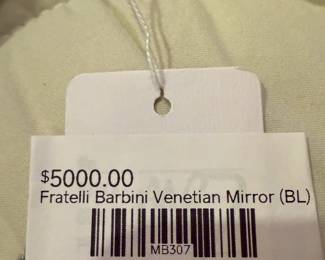 $5000.00
Fratelli Barbini Venetian Mirror (BL)
MB307